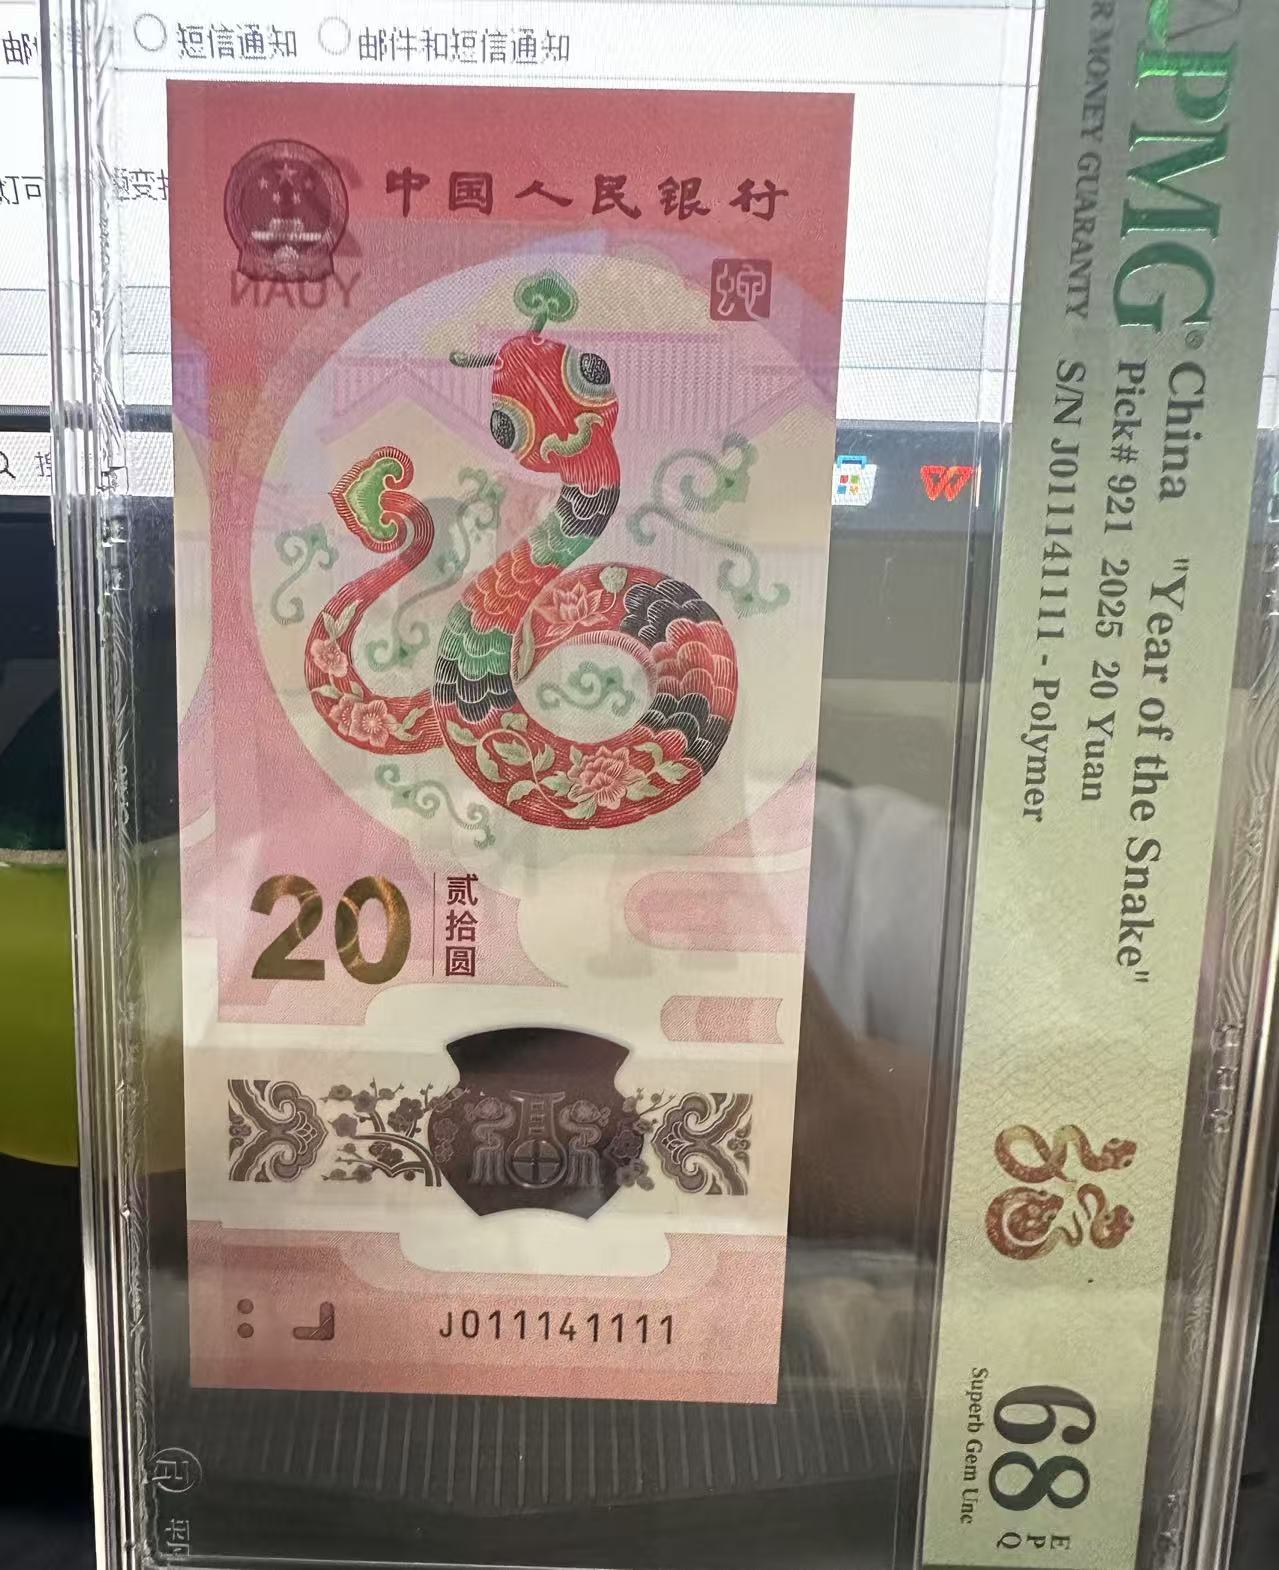 短信通知
邮件和短信通知
中国人民银行
YUAN
蛇
20
贰拾圆
J011141111
PMG®
R MONEY GUARANTY
China "Year of the Snake"
Pick# 921 2025 20 Yuan
S/N J011141111 - Polymer
68
EPQ
Superb Gem Unc